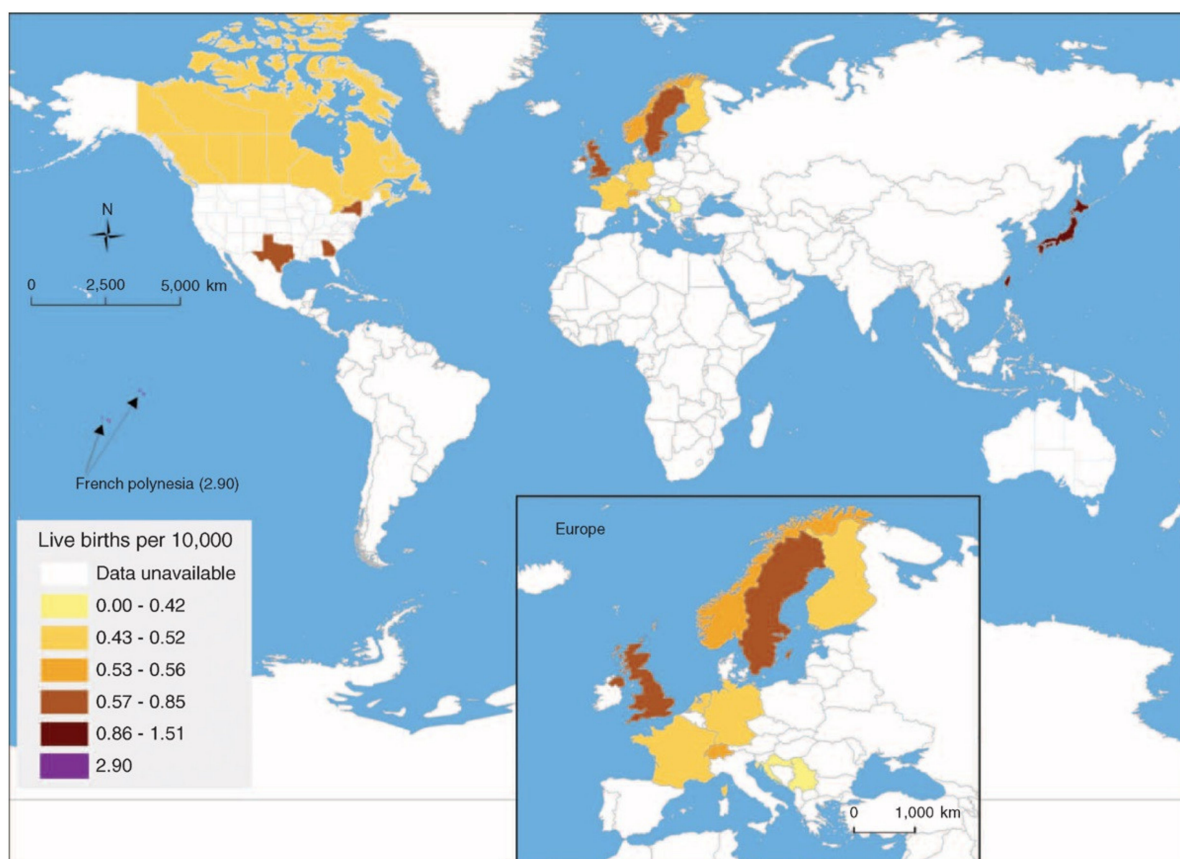 N
0 2,500 5,000 km
French polynesia (2.90)
Live births per 10,000
Data unavailable
0.00 - 0.42
0.43 - 0.52
0.53 - 0.56
0.57 - 0.85
0.86 - 1.51
2.90
Europe
0 1,000 km